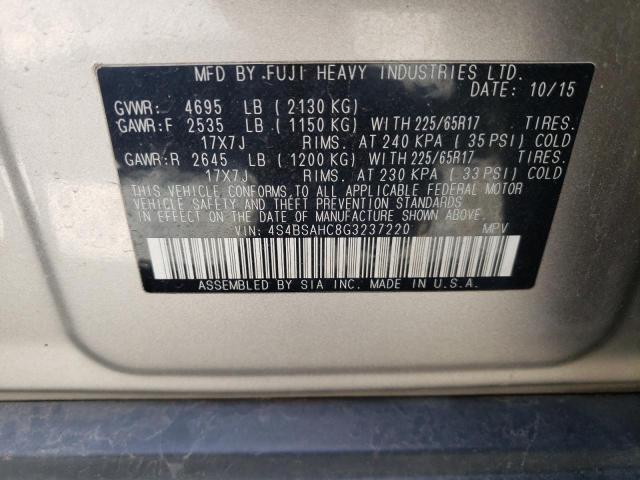 MFD BY FUJI HEAVY INDUSTRIES LTD.
DATE: 10/15
GVWR: 4695 LB (2130 KG)
GAWR:F 2535 LB (1150 KG) WITH 225/65R17 TIRES.
17X7J RIMS. AT 240 KPA (35 PSI) COLD
GAWR:R 2645 LB (1200 KG) WITH 225/65R17 TIRES.
17X7J RIMS. AT 230 KPA (33 PSI) COLD
THIS VEHICLE CONFORMS TO ALL APPLICABLE FEDERAL MOTOR
VEHICLE SAFETY AND THEFT PREVENTION STANDARDS
IN EFFECT ON THE DATE OF MANUFACTURE SHOWN ABOVE.
VIN: 4S4BSAHC8G3237220 MPV
ASSEMBLED BY SIA INC. MADE IN U.S.A.